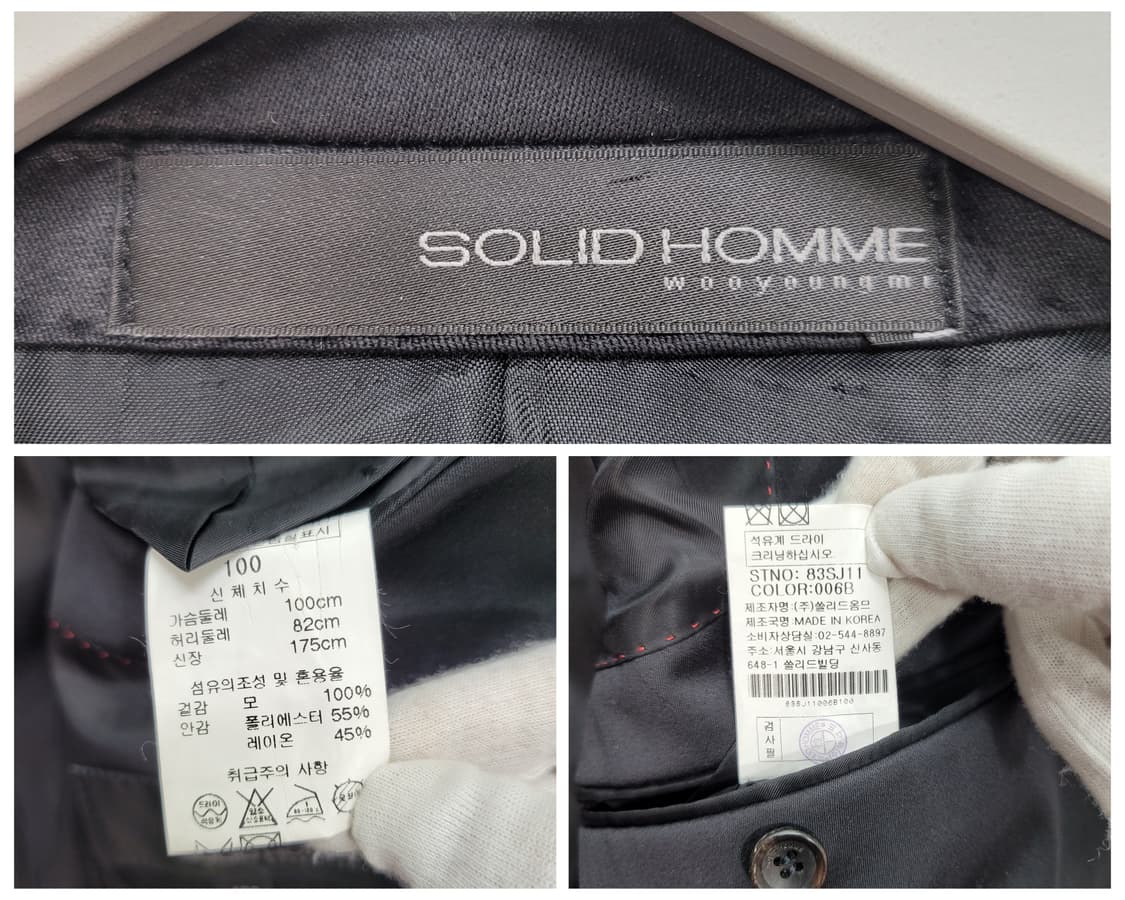 SOLID HOMME
wooyoungmi
100
신체치수
가슴둘레 100cm
허리둘레 82cm
신장 175cm
섬유의조성 및 혼용율
겉감 모 100%
안감 폴리에스터 55%
레이온 45%
취급주의 사항
드라이
석유계 드라이
크리닝하십시오
STNO: 83SJ11
COLOR:006B
제조자명:(주)쏠리드옴므
제조국명:MADE IN KOREA
소비자상담실:02-544-8897
주소:서울시 강남구 신사동
648-1 쏠리드빌딩
83SJ11006B100
검사필